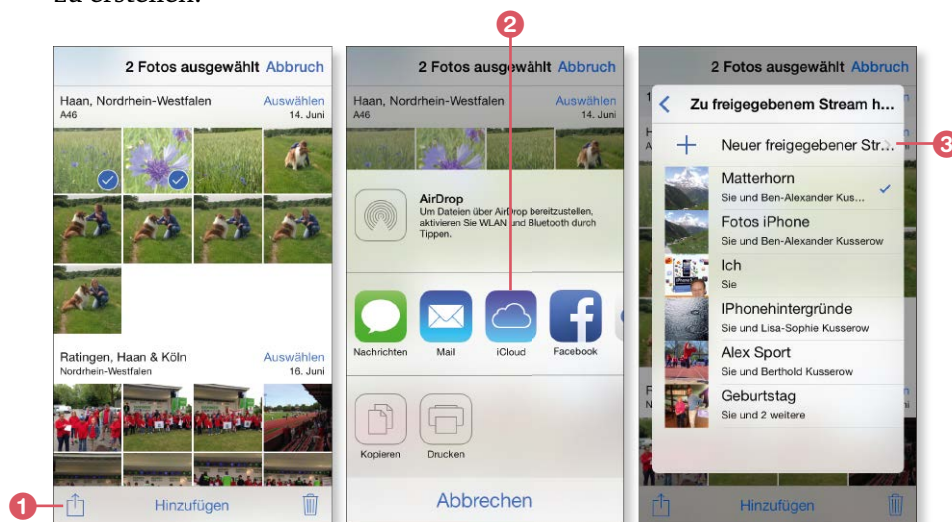 zu erstellen.
2
2 Fotos ausgewählt Abbruch
Haan, Nordrhein-Westfalen Auswählen
A46 14. Juni
Ratingen, Haan & Köln Auswählen
Nordrhein-Westfalen 16. Juni
1
Hinzufügen
2 Fotos ausgewählt Abbruch
Haan, Nordrhein-Westfalen Auswählen
A46 14. Juni
AirDrop
Um Dateien über AirDrop bereitzustellen,
aktivieren Sie WLAN und Bluetooth durch
Tippen.
Nachrichten Mail iCloud Facebook
Kopieren Drucken
Abbrechen
2 Fotos ausgewählt Abbruch
Zu freigegebenem Stream h...
Neuer freigegebener Str...
3
Matterhorn
Sie und Ben-Alexander Kus...
Fotos iPhone
Sie und Ben-Alexander Kusserow
Ich
Sie
IPhonehintergründe
Sie und Lisa-Sophie Kusserow
Alex Sport
Sie und Berthold Kusserow
Geburtstag
Sie und 2 weitere
Hinzufügen